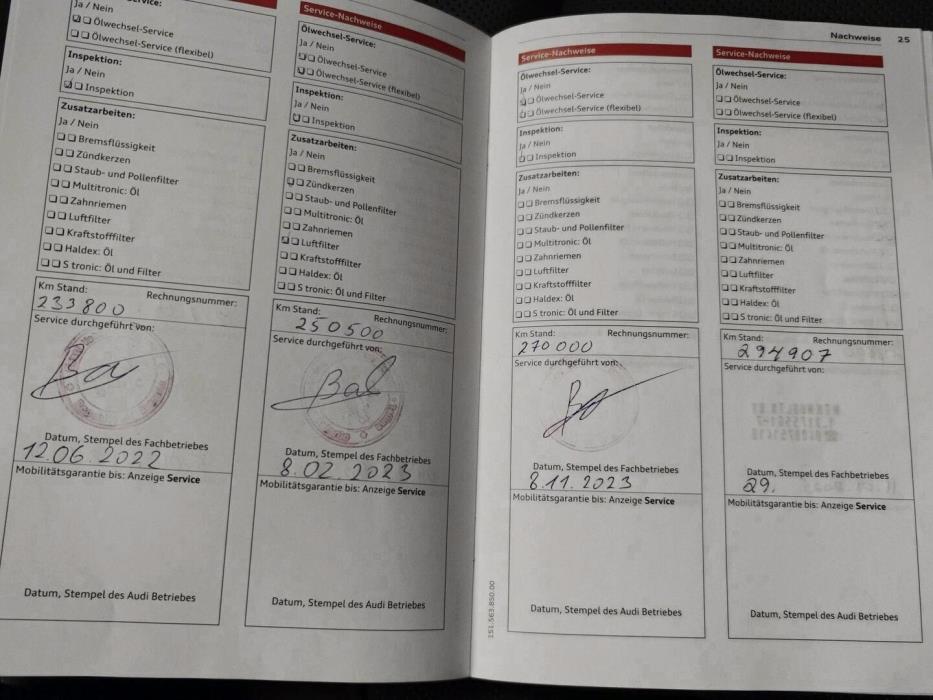 Ja / Nein
Ölwechsel-Service
Ölwechsel-Service (flexibel)
Inspektion:
Ja / Nein
Inspektion
Zusatzarbeiten:
Ja / Nein
Bremsflüssigkeit
Zündkerzen
Staub- und Pollenfilter
Multitronic: Öl
Zahnriemen
Luftfilter
Kraftstofffilter
Haldex: Öl
S tronic: Öl und Filter
Km Stand: Rechnungsnummer:
233800
Service durchgeführt von:
Datum, Stempel des Fachbetriebes
12.06.2022
Mobilitätsgarantie bis: Anzeige Service
Datum, Stempel des Audi Betriebes
Service-Nachweise
Ölwechsel-Service:
Ja / Nein
Ölwechsel-Service
Ölwechsel-Service (flexibel)
Inspektion:
Ja / Nein
Inspektion
Zusatzarbeiten:
Ja / Nein
Bremsflüssigkeit
Zündkerzen
Staub- und Pollenfilter
Multitronic: Öl
Zahnriemen
Luftfilter
Kraftstofffilter
Haldex: Öl
S tronic: Öl und Filter
Km Stand: Rechnungsnummer:
250500
Service durchgeführt von:
Bal
Datum, Stempel des Fachbetriebes
8.02.2023
Mobilitätsgarantie bis: Anzeige Service
Datum, Stempel des Audi Betriebes
Nachweise 25
Service-Nachweise
Ölwechsel-Service:
Ja / Nein
Ölwechsel-Service
Ölwechsel-Service (flexibel)
Inspektion:
Ja / Nein
Inspektion
Zusatzarbeiten:
Ja / Nein
Bremsflüssigkeit
Zündkerzen
Staub- und Pollenfilter
Multitronic: Öl
Zahnriemen
Luftfilter
Kraftstofffilter
Haldex: Öl
S tronic: Öl und Filter
Km Stand: Rechnungsnummer:
270000
Service durchgeführt von:
Datum, Stempel des Fachbetriebes
8.11.2023
Mobilitätsgarantie bis: Anzeige Service
Datum, Stempel des Audi Betriebes
151.563.850.00
Service-Nachweise
Ölwechsel-Service:
Ja / Nein
Ölwechsel-Service
Ölwechsel-Service (flexibel)
Inspektion:
Ja / Nein
Inspektion
Zusatzarbeiten:
Ja / Nein
Bremsflüssigkeit
Zündkerzen
Staub- und Pollenfilter
Multitronic: Öl
Zahnriemen
Luftfilter
Kraftstofffilter
Haldex: Öl
S tronic: Öl und Filter
Km Stand: Rechnungsnummer:
294907
Service durchgeführt von:
Datum, Stempel des Fachbetriebes
29.
Mobilitätsgarantie bis: Anzeige Service
Datum, Stempel des Audi Betriebes